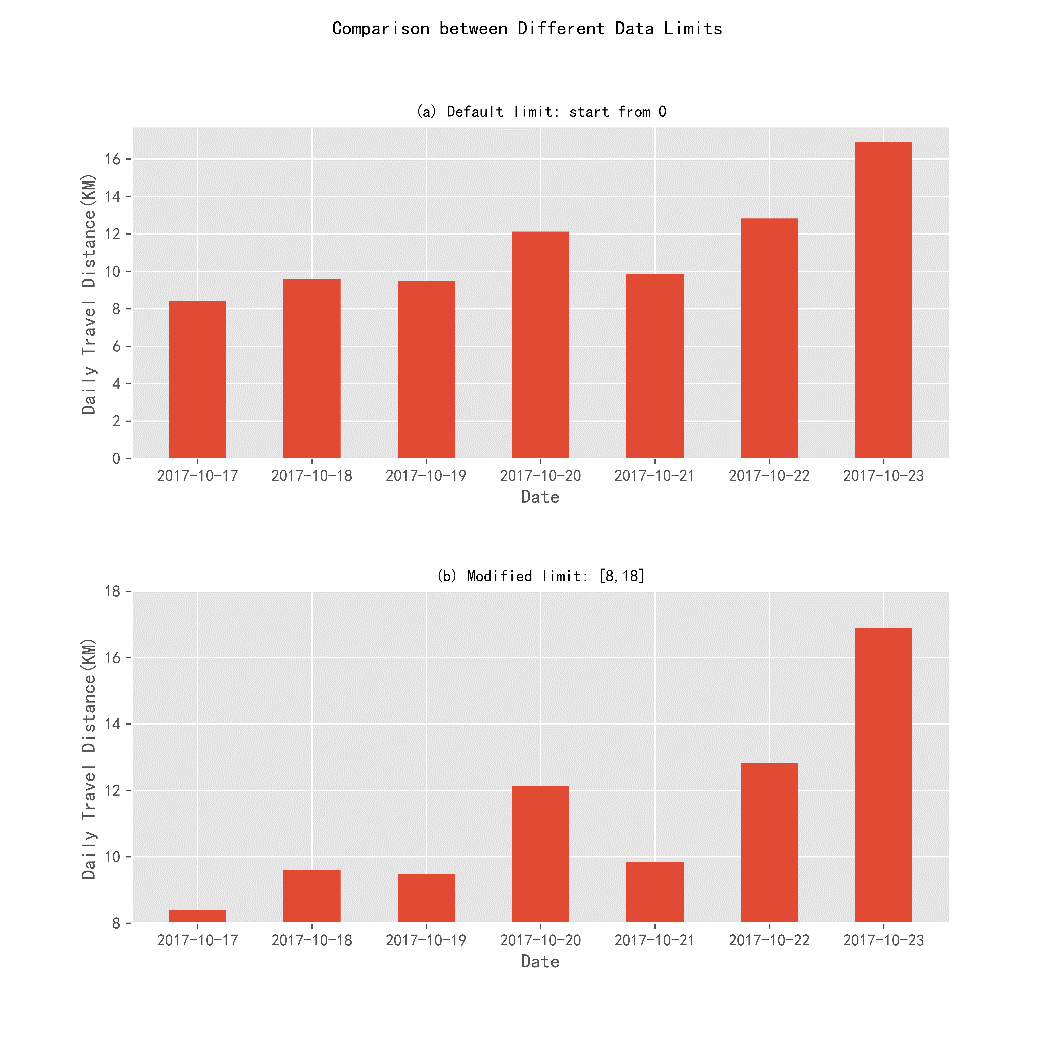 Comparison between Different Data Limits
(a) Default limit: start from 0
16
14
12
10
8
6
4
2
0
Daily Travel Distance(KM)
2017-10-17 2017-10-18 2017-10-19 2017-10-20 2017-10-21 2017-10-22 2017-10-23
Date
(b) Modified limit: [8,18]
18
16
14
12
10
8
Daily Travel Distance(KM)
2017-10-17 2017-10-18 2017-10-19 2017-10-20 2017-10-21 2017-10-22 2017-10-23
Date